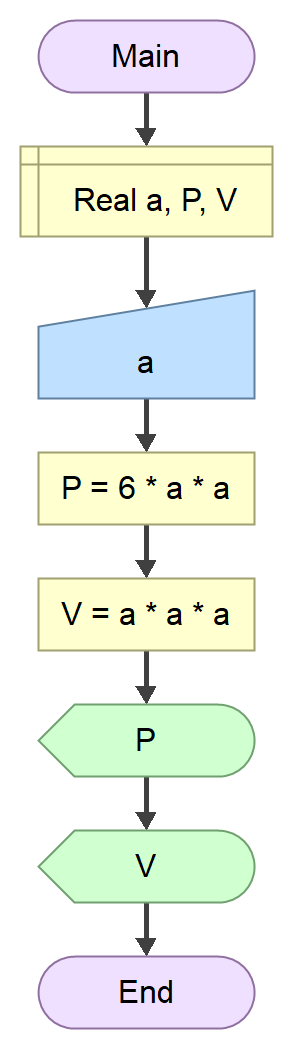 Main
Real a, P, V
a
P = 6 * a * a
V = a * a * a
P
V
End